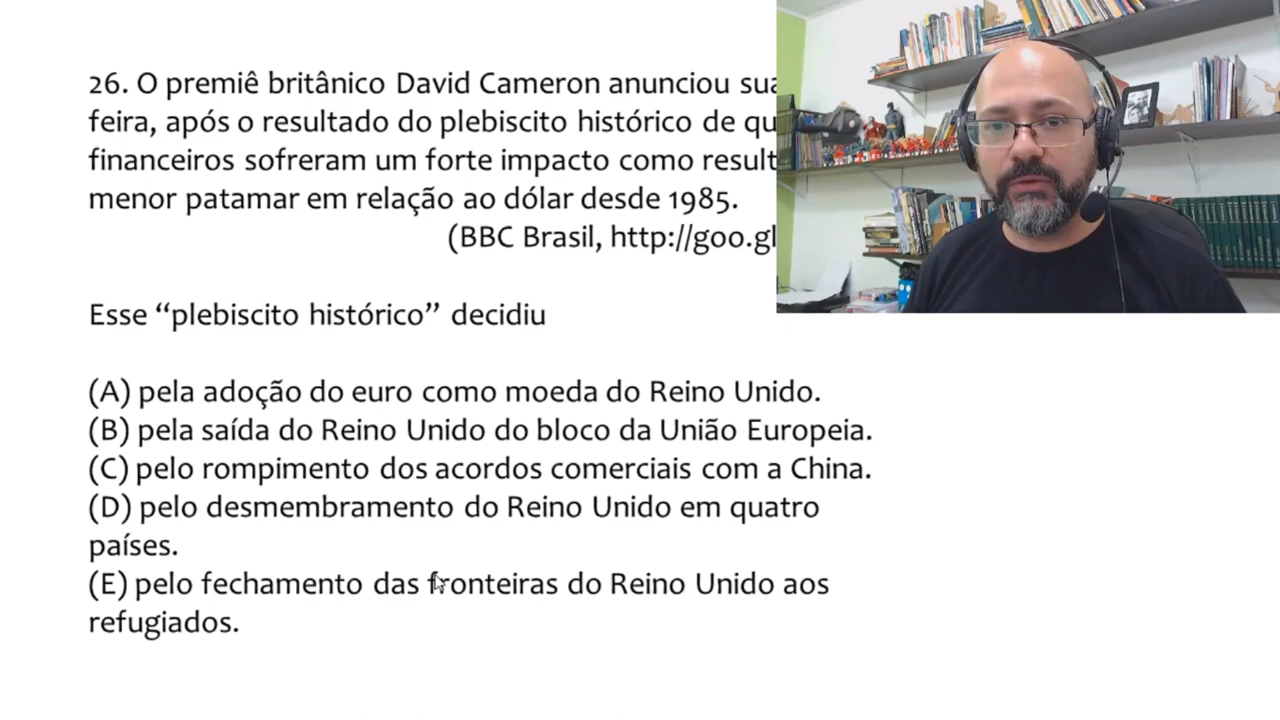 26. O premiê britânico David Cameron anunciou sua
feira, após o resultado do plebiscito histórico de
financeiros sofreram um forte impacto como
menor patamar em relação ao dólar desde 1985.
(BBC Brasil, http://goo.gl
Esse “plebiscito histórico” decidiu
(A) pela adoção do euro como moeda do Reino Unido.
(B) pela saída do Reino Unido do bloco da União Europeia.
(C) pelo rompimento dos acordos comerciais com a China.
(D) pelo desmembramento do Reino Unido em quatro
países.
(E) pelo fechamento das fronteiras do Reino Unido aos
refugiados.